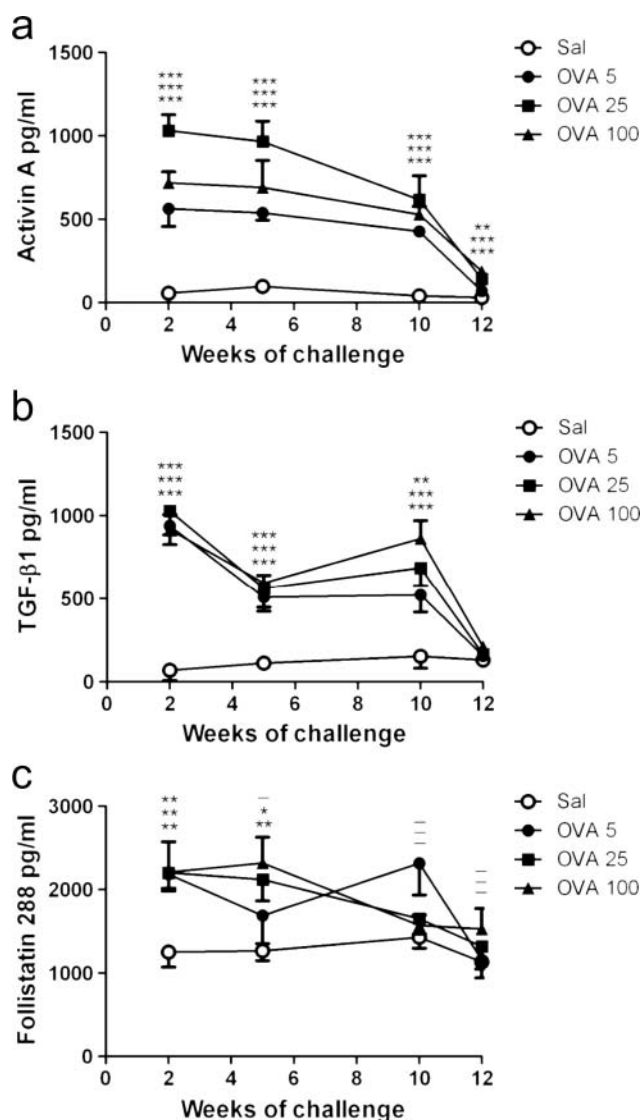 a
Activin A pg/ml
1500
1000
500
0
***
***
***
***
***
***
***
***
***
**
***
***
0 2 4 6 8 10 12
Weeks of challenge
Sal
OVA 5
OVA 25
OVA 100
b
TGF-β1 pg/ml
1500
1000
500
0
***
***
***
***
***
***
**
***
***
0 2 4 6 8 10 12
Weeks of challenge
Sal
OVA 5
OVA 25
OVA 100
c
Follistatin 288 pg/ml
3000
2000
1000
0
**
**
**
—
*
**
—
—
—
—
—
—
0 2 4 6 8 10 12
Weeks of challenge
Sal
OVA 5
OVA 25
OVA 100